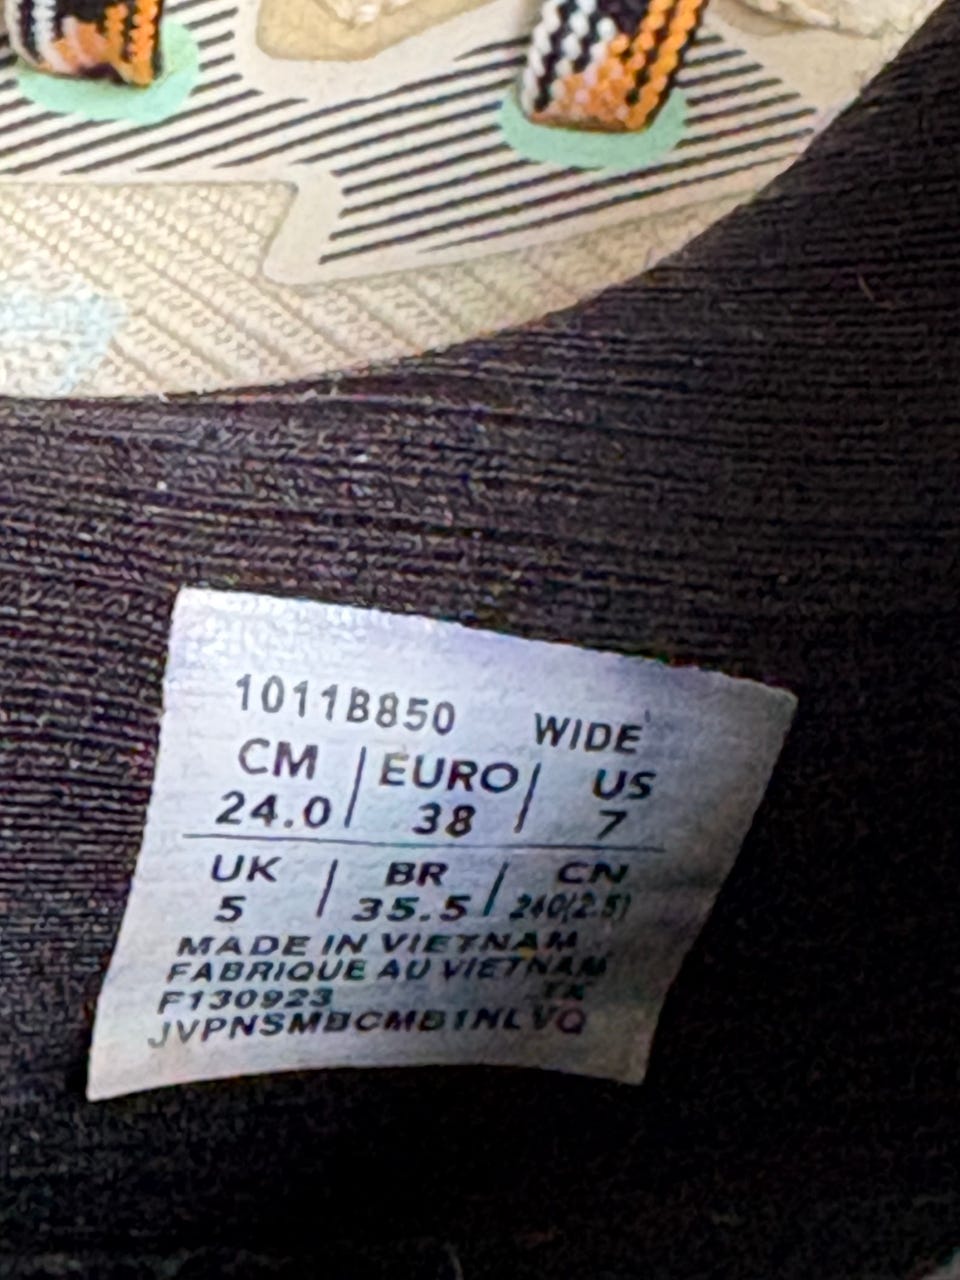 1011B850 WIDE
CM | EURO | US
24.0 | 38 | 7
UK | BR | CN
5 | 35.5 | 240(2.5)
MADE IN VIETNAM
FABRIQUE AU VIETNAM
F130923 TK
JVPNSMBCMB1NLVQ